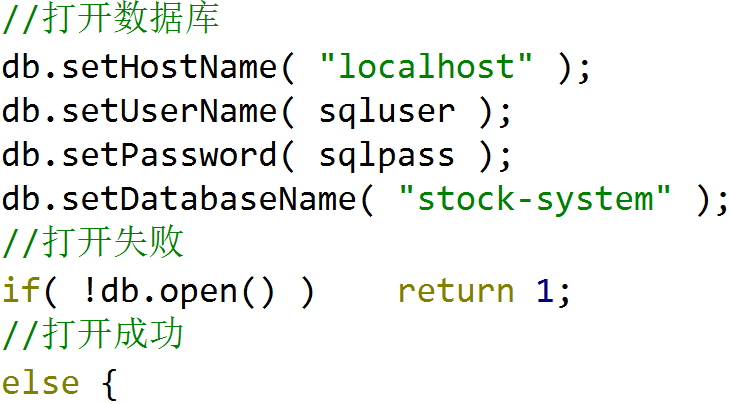 //打开数据库
db.setHostName( "localhost" );
db.setUserName( sqluser );
db.setPassword( sqlpass );
db.setDatabaseName( "stock-system" );
//打开失败
if( !db.open() )    return 1;
//打开成功
else {